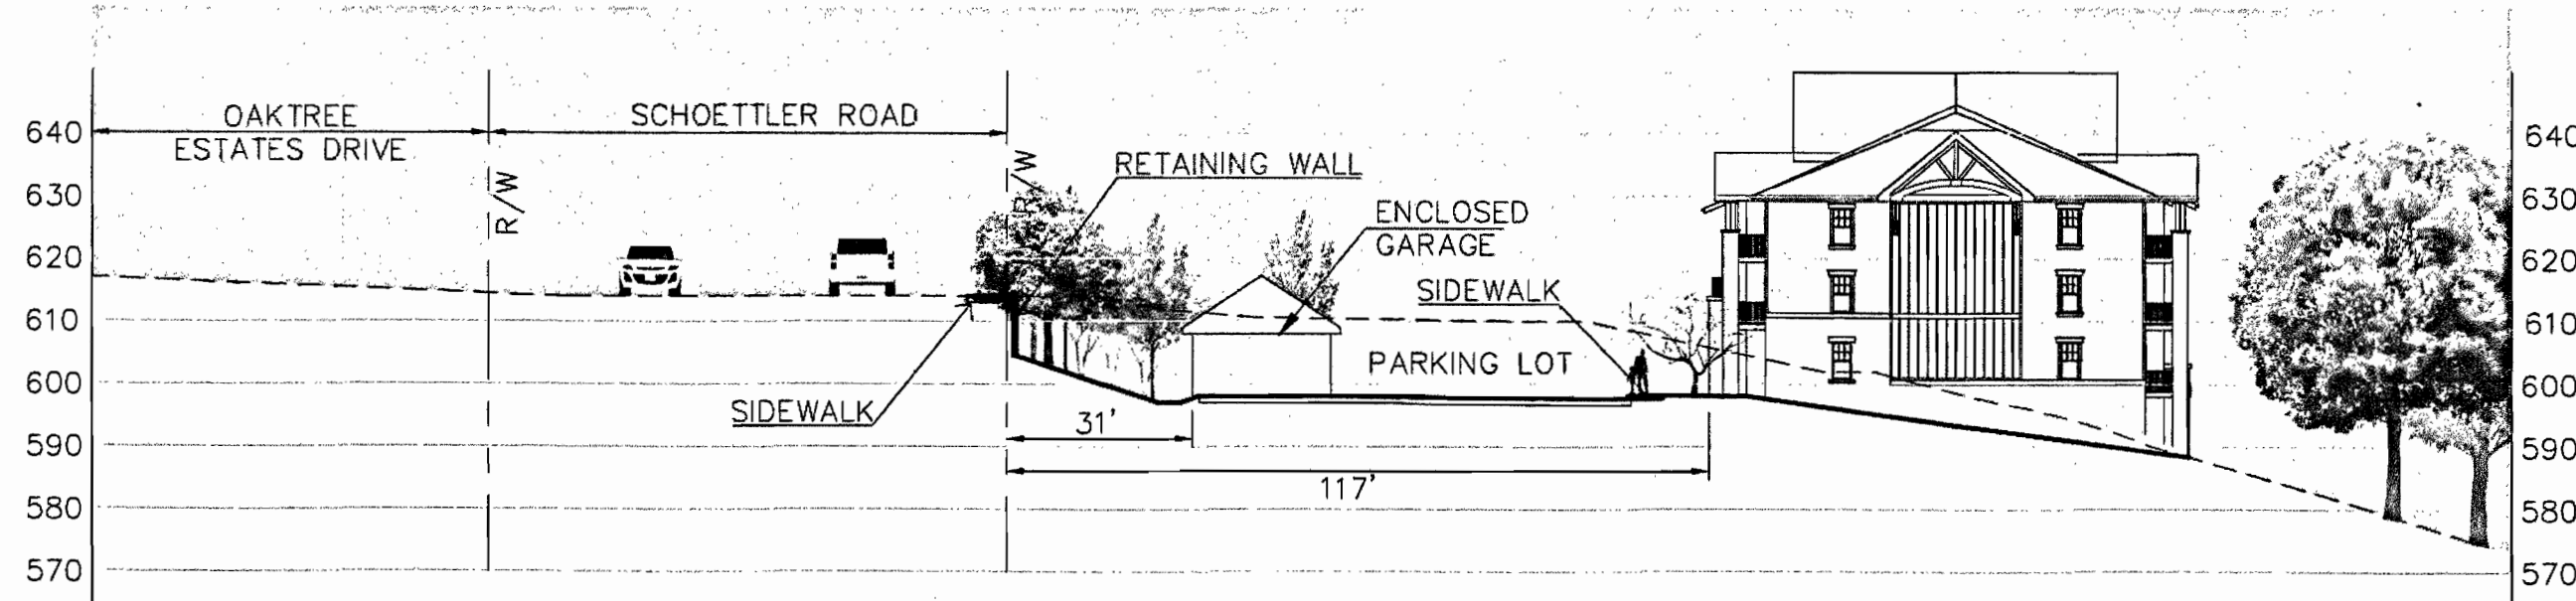 OAKTREE
ESTATES DRIVE
SCHOETTLER ROAD
R/W
R/W
RETAINING WALL
ENCLOSED
GARAGE
SIDEWALK
PARKING LOT
SIDEWALK
31'
117'
640
630
620
610
600
590
580
570
640
630
620
610
600
590
580
570